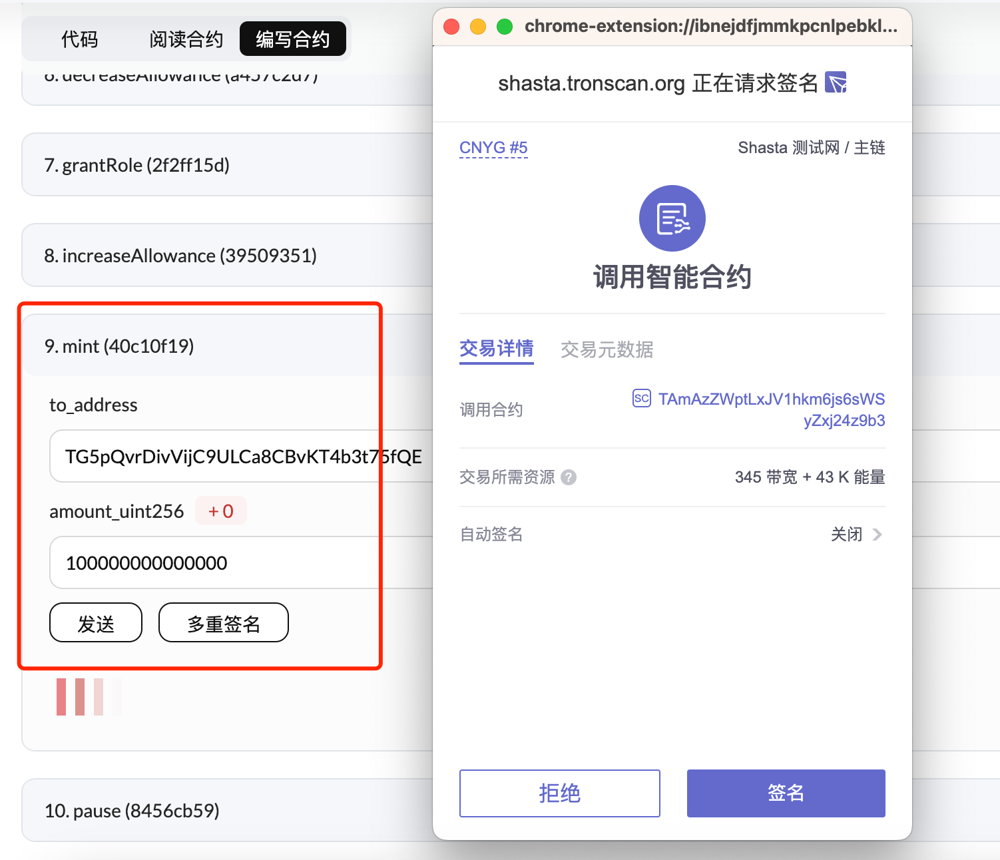 代码
阅读合约
编写合约
6. decreaseAllowance (a457c2d7)
7. grantRole (2f2ff15d)
8. increaseAllowance (39509351)
9. mint (40c10f19)
to_address
TG5pQvrDivVijC9ULCa8CBvKT4b3t75fQE
amount_uint256
+ 0
100000000000000
发送
多重签名
10. pause (8456cb59)
chrome-extension://ibnejdfjmmkpcnlpebkl...
shasta.tronscan.org 正在请求签名
CNYG #5
Shasta 测试网 / 主链
调用智能合约
交易详情
交易元数据
调用合约
SC TAmAzZWptLxJV1hkm6js6sWS
yZxj24z9b3
交易所需资源 ?
345 带宽 + 43 K 能量
自动签名
关闭
拒绝
签名